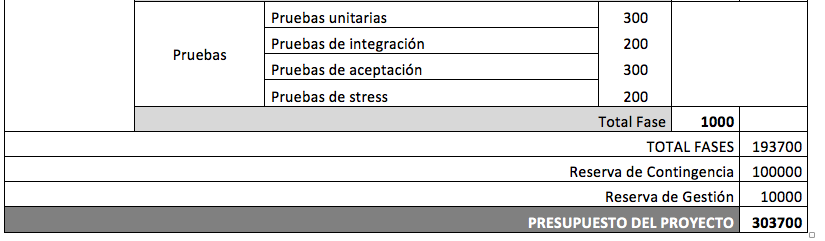 Pruebas unitarias 300
Pruebas de integración 200
Pruebas
Pruebas de aceptación 300
Pruebas de stress 200
Total Fase 1000
TOTAL FASES 193700
Reserva de Contingencia 100000
Reserva de Gestión 10000
PRESUPUESTO DEL PROYECTO 303700